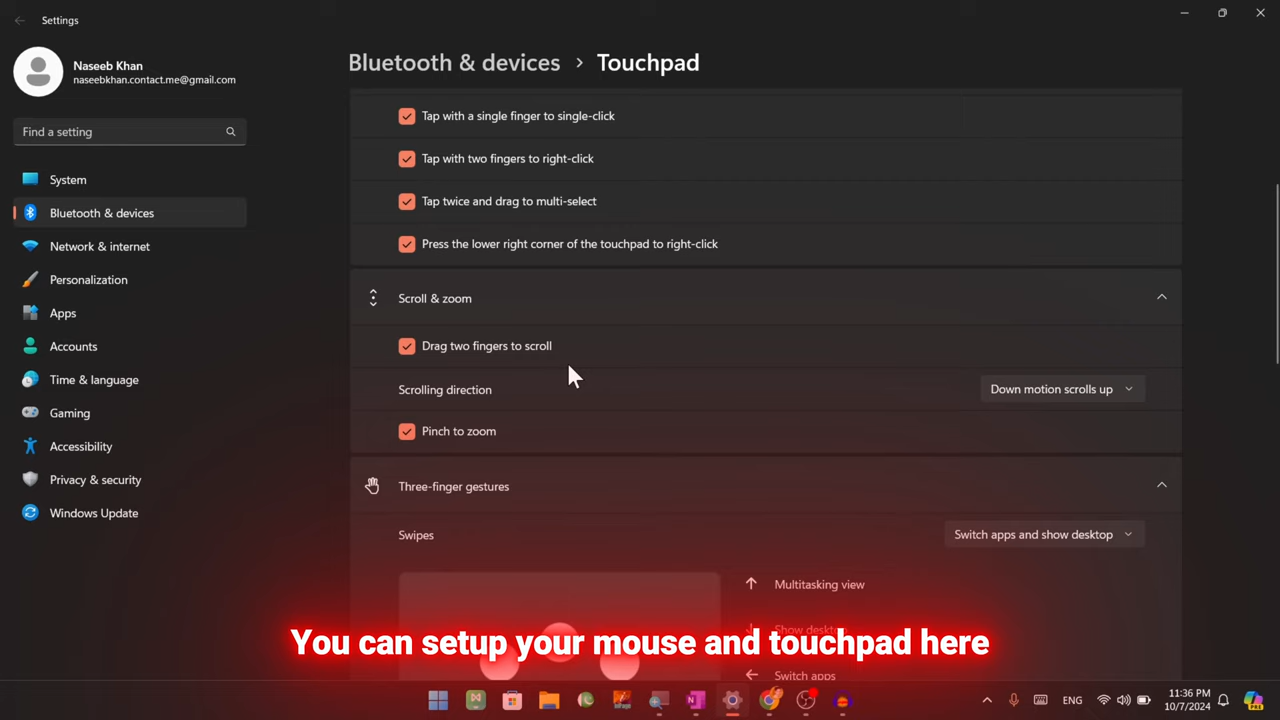 Settings
Naseeb Khan
naseebkhan.contact.me@gmail.com
Find a setting
System
Bluetooth & devices
Network & internet
Personalization
Apps
Accounts
Time & language
Gaming
Accessibility
Privacy & security
Windows Update
Bluetooth & devices › Touchpad
Tap with a single finger to single-click
Tap with two fingers to right-click
Tap twice and drag to multi-select
Press the lower right corner of the touchpad to right-click
Scroll & zoom
Drag two fingers to scroll
Scrolling direction Down motion scrolls up
Pinch to zoom
Three-finger gestures
Swipes Switch apps and show desktop
Multitasking view
Show desktop
You can setup your mouse and touchpad here
Switch apps
ENG
11:36 PM
10/7/2024